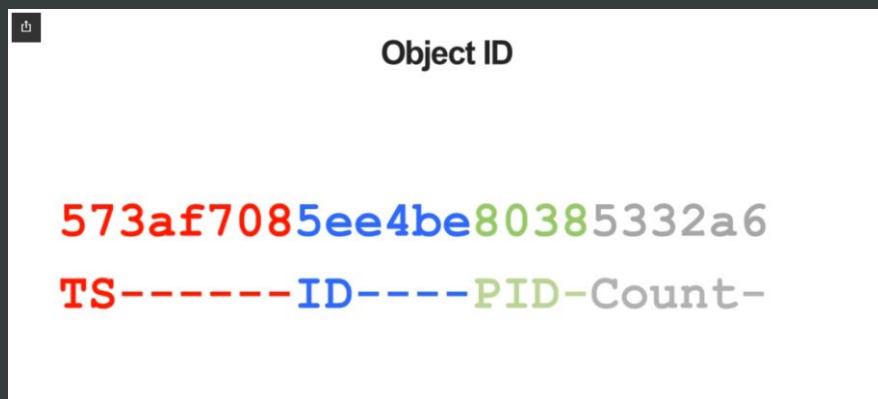 Object ID
573af7085ee4be80385332a6
TS------ID----PID-Count-